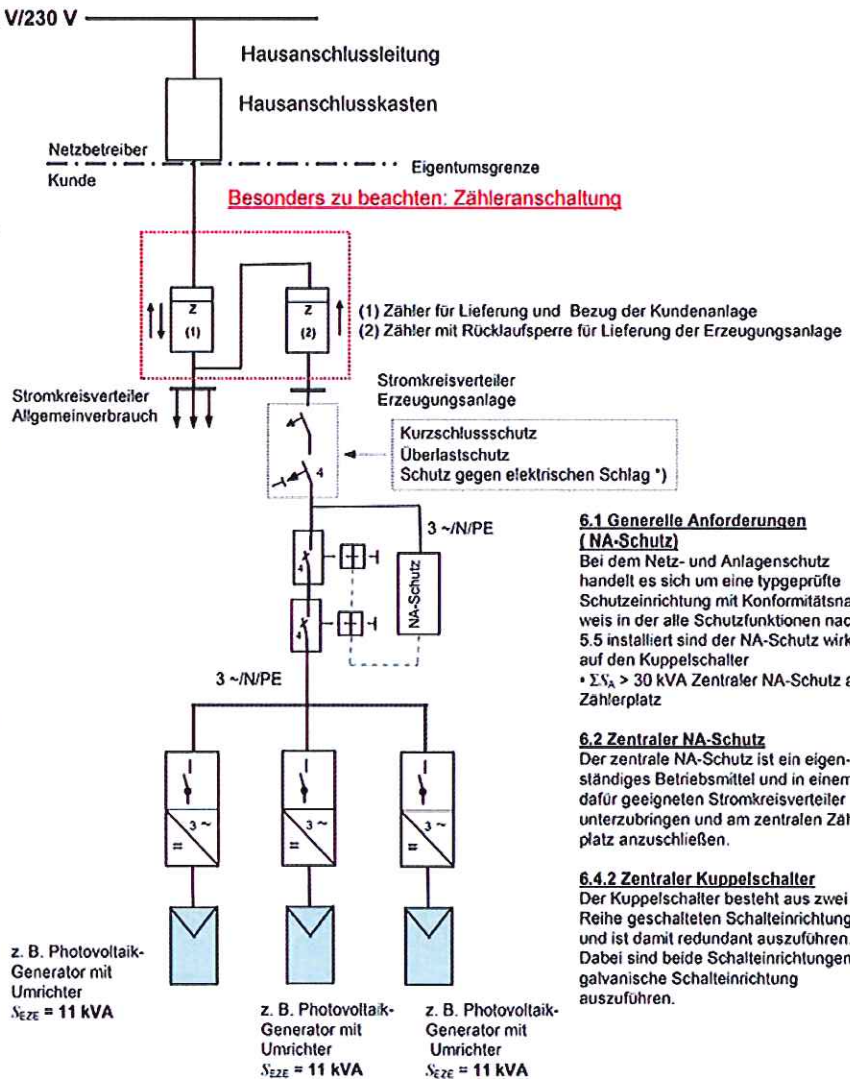 V/230 V
Hausanschlussleitung
Hausanschlusskasten
Netzbetreiber
Eigentumsgrenze
Kunde
Besonders zu beachten: Zähleranschaltung
Z
(1)
Z
(2)
(1) Zähler für Lieferung und Bezug der Kundenanlage
(2) Zähler mit Rücklaufsperre für Lieferung der Erzeugungsanlage
Stromkreisverteiler
Allgemeinverbrauch
Stromkreisverteiler
Erzeugungsanlage
Kurzschlussschutz
Überlastschutz
Schutz gegen elektrischen Schlag *)
4
3 ~/N/PE
4
4
NA-Schutz
3 ~/N/PE
3 ~
=
3 ~
=
3 ~
=
z. B. Photovoltaik-
Generator mit
Umrichter
S_EZE = 11 kVA
z. B. Photovoltaik-
Generator mit
Umrichter
S_EZE = 11 kVA
z. B. Photovoltaik-
Generator mit
Umrichter
S_EZE = 11 kVA
6.1 Generelle Anforderungen
( NA-Schutz)
Bei dem Netz- und Anlagenschutz
handelt es sich um eine typgeprüfte
Schutzeinrichtung mit Konformitätsna
weis in der alle Schutzfunktionen nac
5.5 installiert sind der NA-Schutz wirk
auf den Kuppelschalter
• ΣS_A > 30 kVA Zentraler NA-Schutz a
Zählerplatz
6.2 Zentraler NA-Schutz
Der zentrale NA-Schutz ist ein eigen-
ständiges Betriebsmittel und in einem
dafür geeigneten Stromkreisverteiler
unterzubringen und am zentralen Zäh
platz anzuschließen.
6.4.2 Zentraler Kuppelschalter
Der Kuppelschalter besteht aus zwei
Reihe geschalteten Schalteinrichtung
und ist damit redundant auszuführen.
Dabei sind beide Schalteinrichtungen
galvanische Schalteinrichtung
auszuführen.